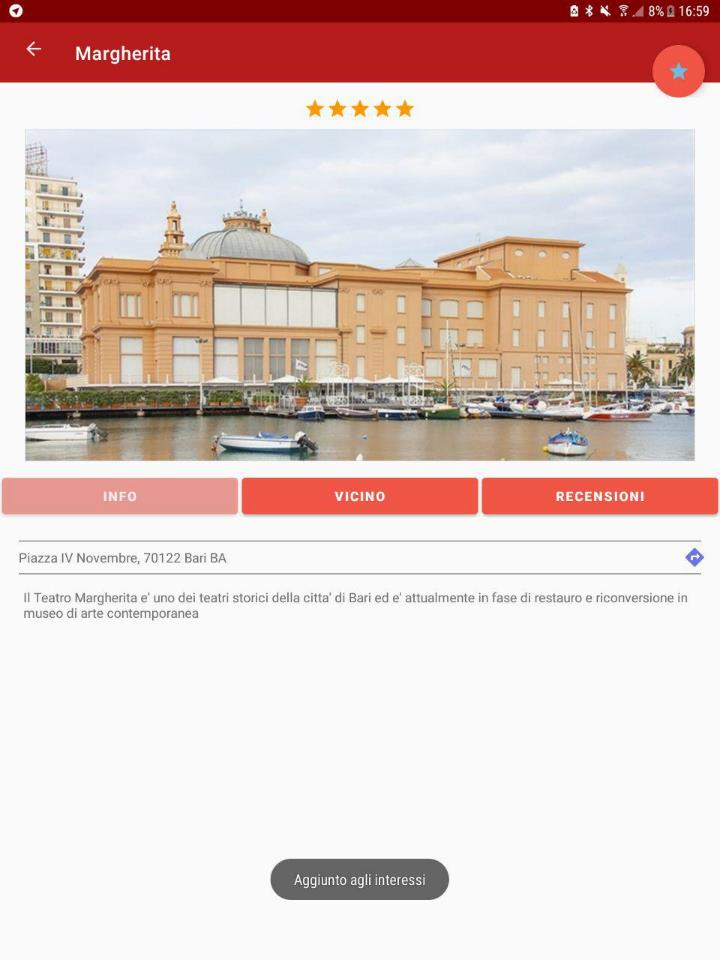 8% 16:59
Margherita
INFO
VICINO
RECENSIONI
Piazza IV Novembre, 70122 Bari BA
Il Teatro Margherita e' uno dei teatri storici della citta' di Bari ed e' attualmente in fase di restauro e riconversione in
museo di arte contemporanea
Aggiunto agli interessi